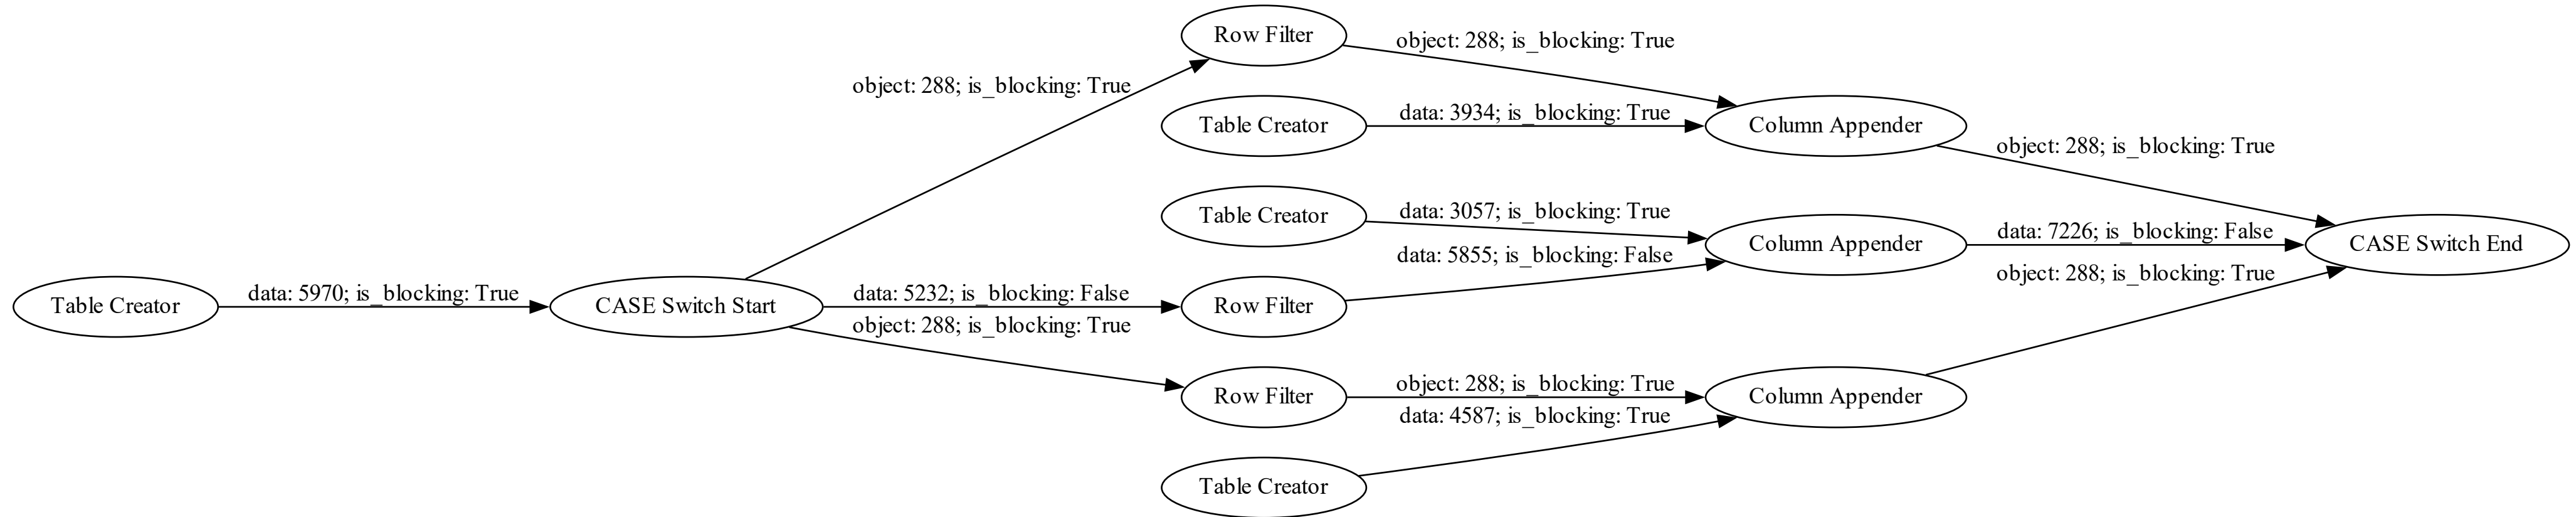 Row Filter
object: 288; is_blocking: True
object: 288; is_blocking: True
Table Creator
data: 3934; is_blocking: True
Column Appender
object: 288; is_blocking: True
Table Creator
data: 3057; is_blocking: True
data: 5855; is_blocking: False
Column Appender
data: 7226; is_blocking: False
CASE Switch End
object: 288; is_blocking: True
Table Creator
data: 5970; is_blocking: True
CASE Switch Start
data: 5232; is_blocking: False
Row Filter
object: 288; is_blocking: True
Row Filter
object: 288; is_blocking: True
Column Appender
data: 4587; is_blocking: True
Table Creator